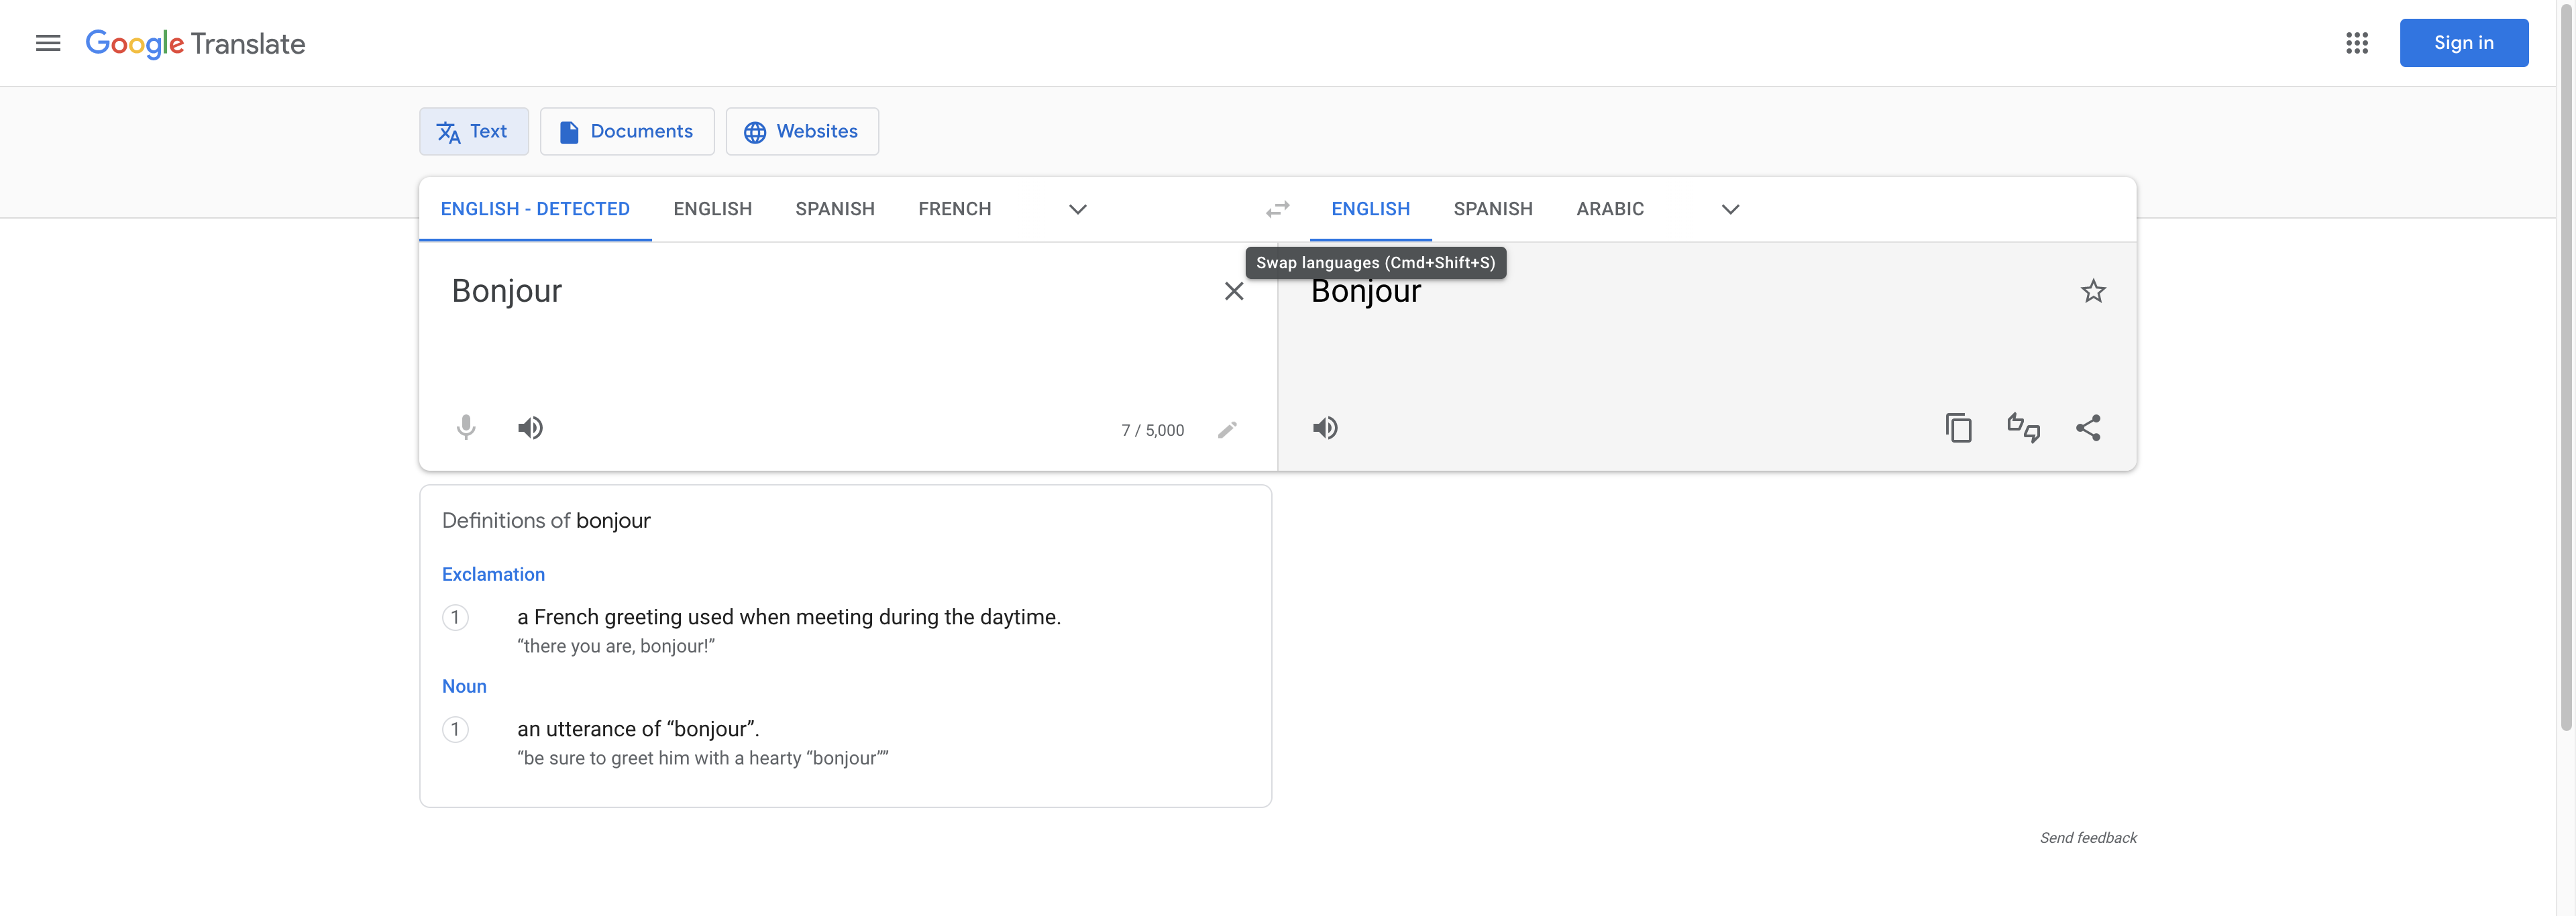 Google Translate
Sign in
Text
Documents
Websites
ENGLISH - DETECTED
ENGLISH
SPANISH
FRENCH
ENGLISH
SPANISH
ARABIC
Swap languages (Cmd+Shift+S)
Bonjour
Bonjour
7 / 5,000
Definitions of bonjour
Exclamation
1
a French greeting used when meeting during the daytime.
“there you are, bonjour!”
Noun
1
an utterance of “bonjour”.
“be sure to greet him with a hearty “bonjour””
Send feedback